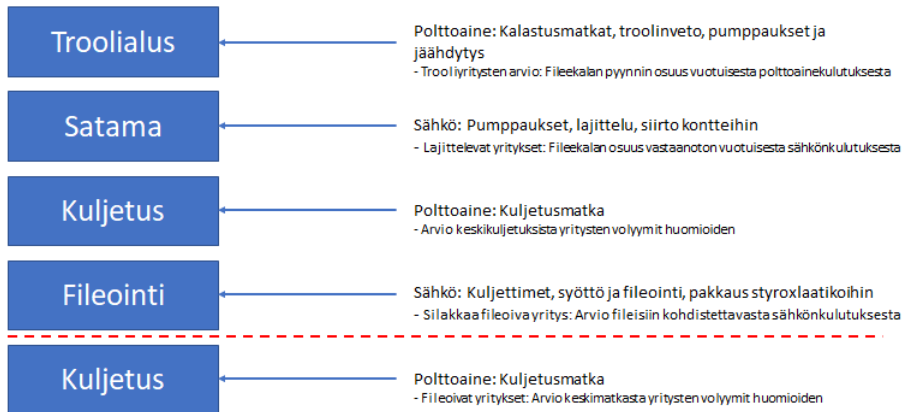 Troolialus
Polttoaine: Kalastusmatkat, troolinveto, pumppaukset ja
jäähdytys
- Trooliyritysten arvio: Fileekalan pyynnin osuus vuotuisesta polttoainekulutuksesta
Satama
Sähkö: Pumppaukset, lajittelu, siirto kontteihin
- Lajittelevat yritykset: Fileekalan osuus vastaanoton vuotuisesta sähkönkulutuksesta
Kuljetus
Polttoaine: Kuljetusmatka
- Arvio keskikuljetuksista yritysten volyymit huomioiden
Fileointi
Sähkö: Kuljettimet, syöttö ja fileointi, pakkaus styroxlaatikoihin
- Silakkaa fileoiva yritys: Arvio fileisiin kohdistettavasta sähkönkulutuksesta
Kuljetus
Polttoaine: Kuljetusmatka
- Fileoivat yritykset: Arvio keskimatkasta yritysten volyymit huomioiden